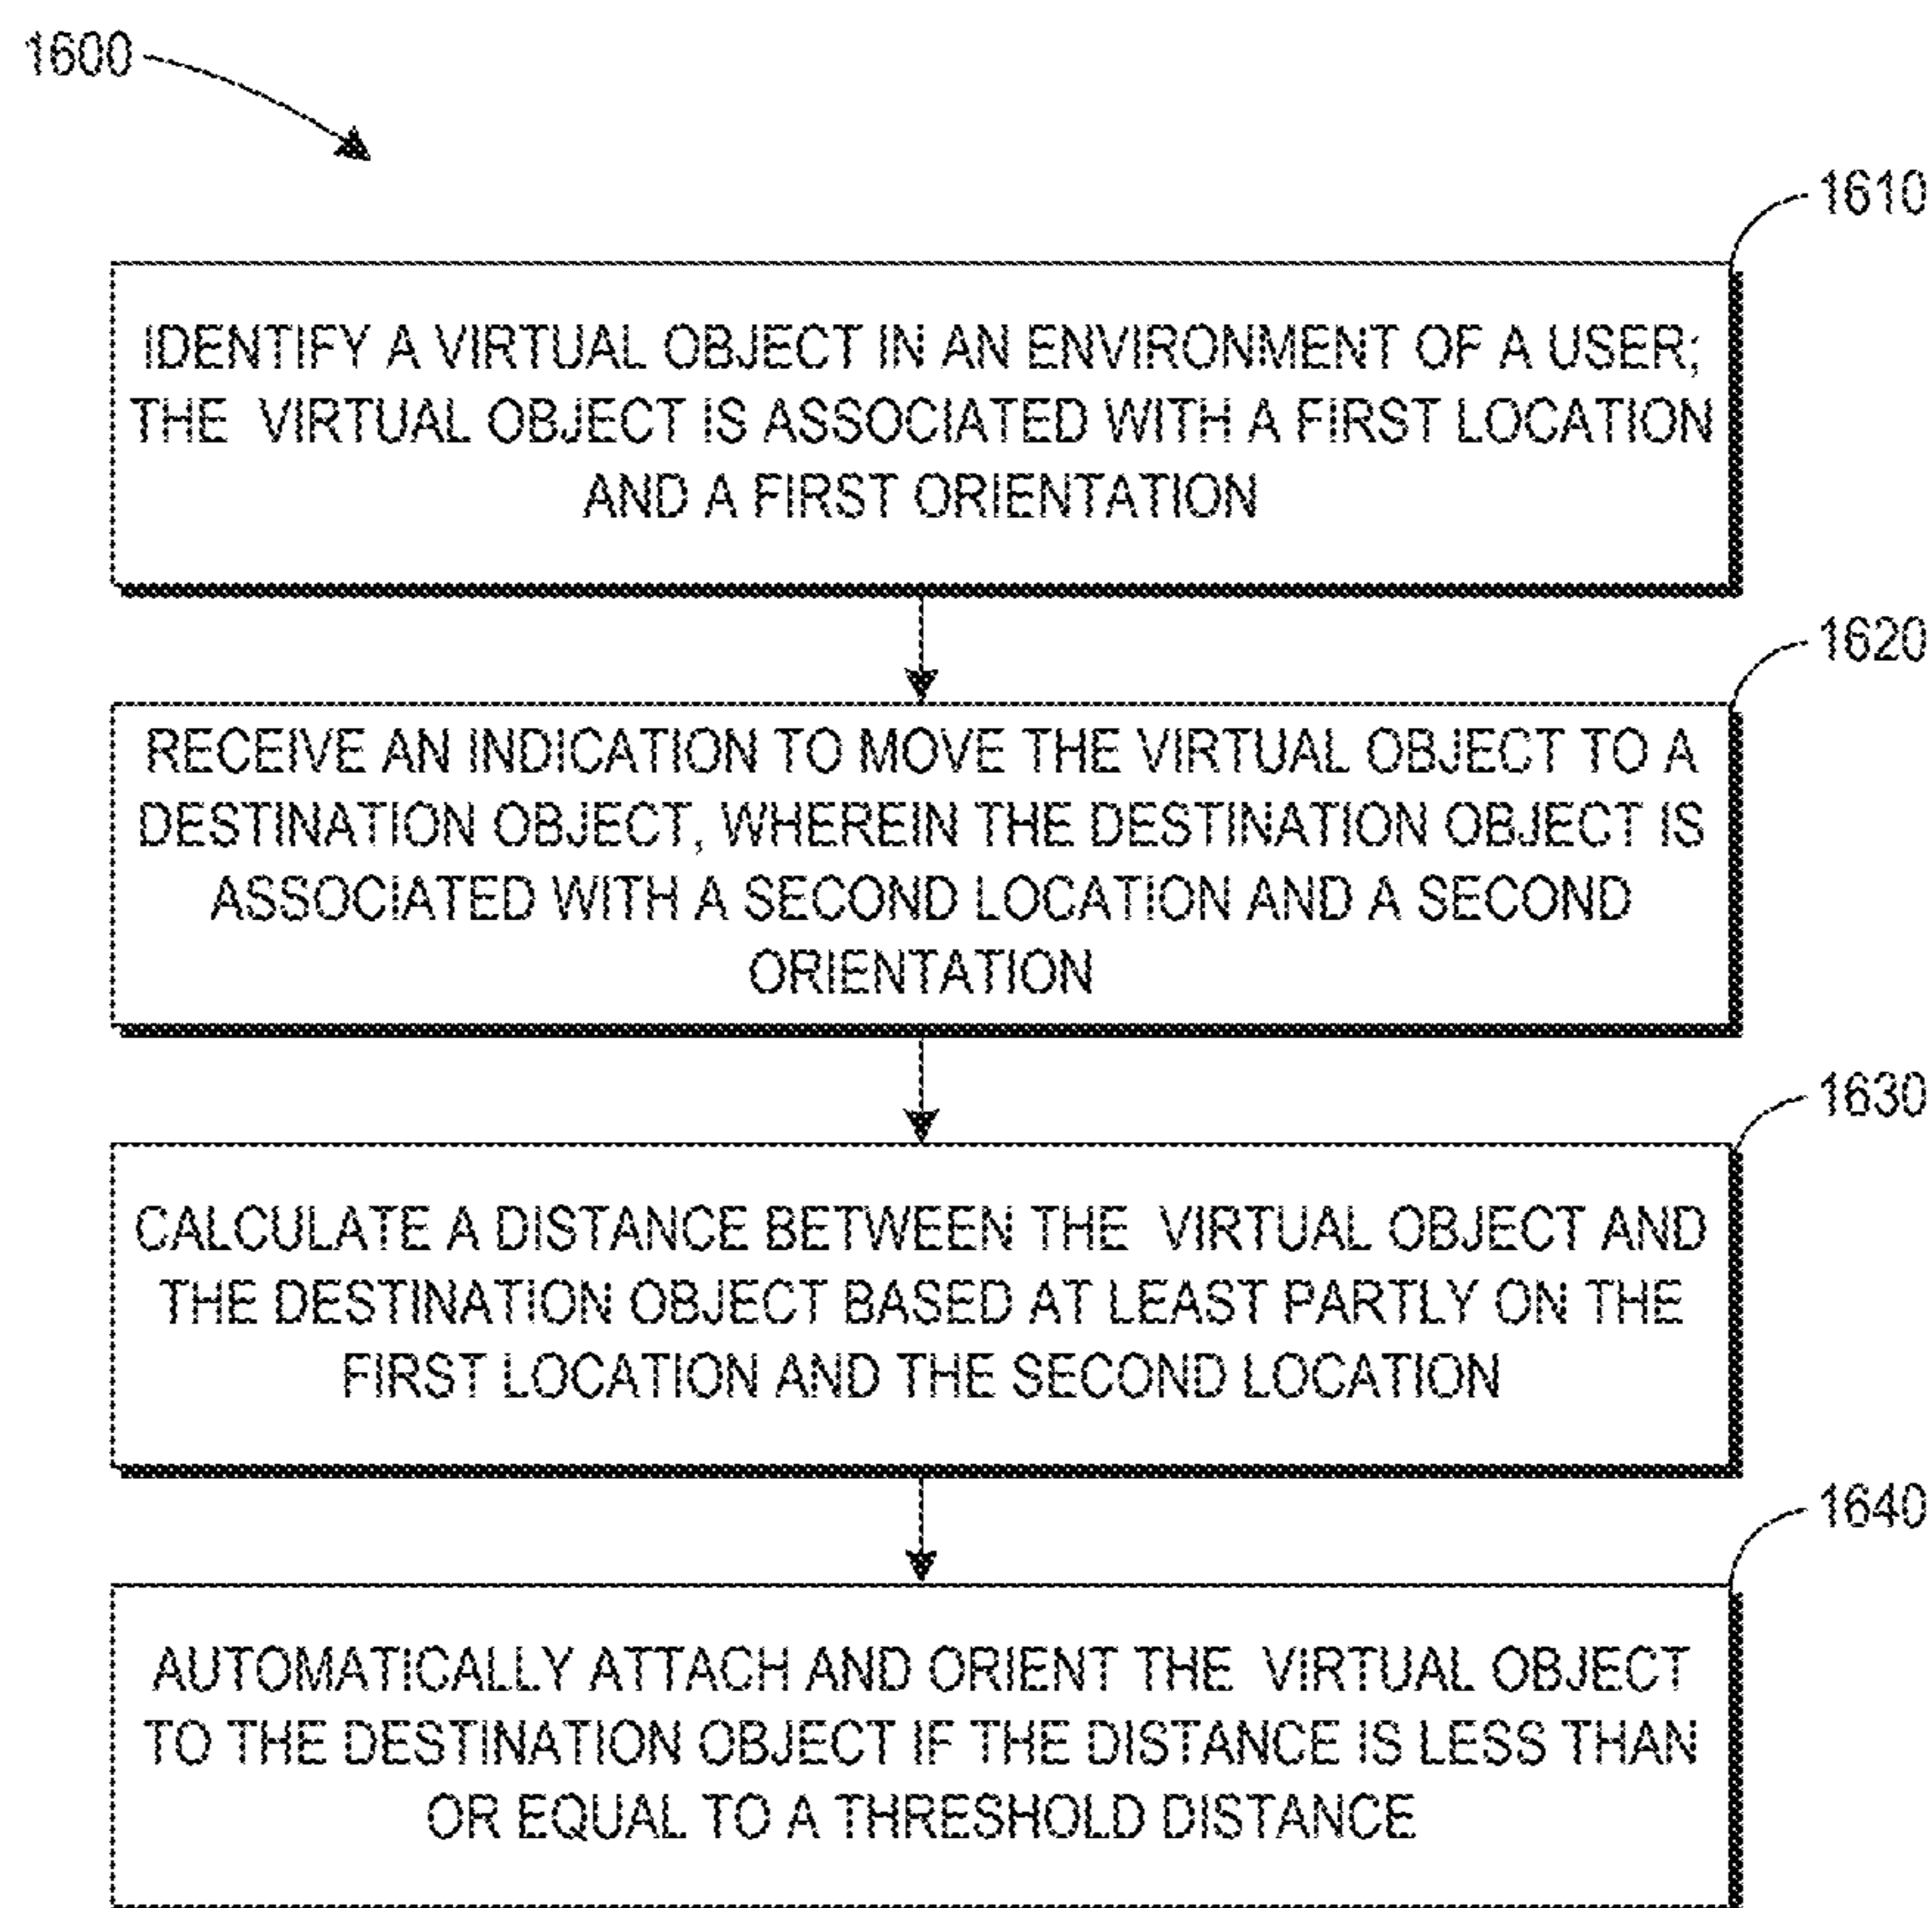 1600
1610
IDENTIFY A VIRTUAL OBJECT IN AN ENVIRONMENT OF A USER;
THE VIRTUAL OBJECT IS ASSOCIATED WITH A FIRST LOCATION
AND A FIRST ORIENTATION
1620
RECEIVE AN INDICATION TO MOVE THE VIRTUAL OBJECT TO A
DESTINATION OBJECT, WHEREIN THE DESTINATION OBJECT IS
ASSOCIATED WITH A SECOND LOCATION AND A SECOND
ORIENTATION
1630
CALCULATE A DISTANCE BETWEEN THE VIRTUAL OBJECT AND
THE DESTINATION OBJECT BASED AT LEAST PARTLY ON THE
FIRST LOCATION AND THE SECOND LOCATION
1640
AUTOMATICALLY ATTACH AND ORIENT THE VIRTUAL OBJECT
TO THE DESTINATION OBJECT IF THE DISTANCE IS LESS THAN
OR EQUAL TO A THRESHOLD DISTANCE